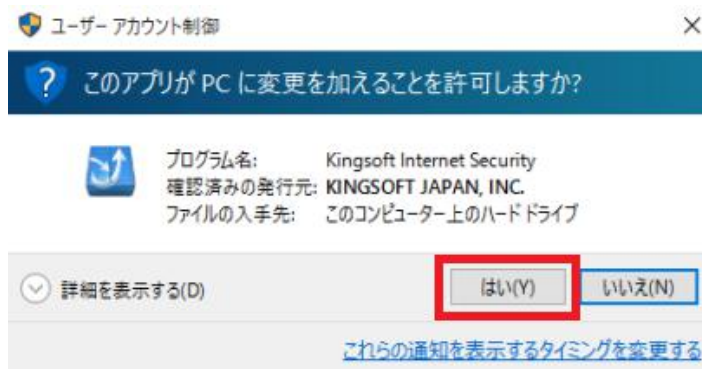 ユーザー アカウント制御
このアプリが PC に変更を加えることを許可しますか?
プログラム名: Kingsoft Internet Security
確認済みの発行元: KINGSOFT JAPAN, INC.
ファイルの入手先: このコンピューター上のハード ドライブ
詳細を表示する(D) はい(Y) いいえ(N)
これらの通知を表示するタイミングを変更する